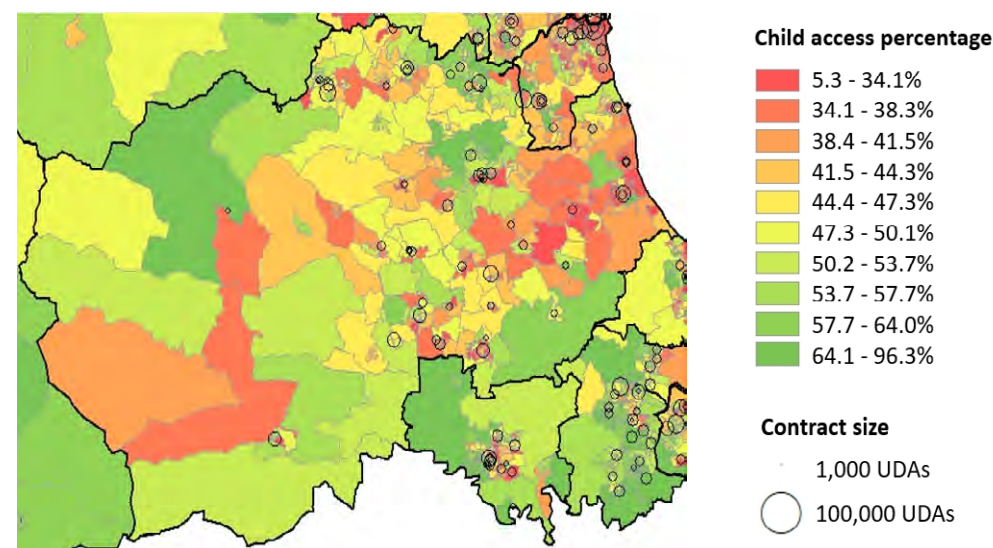 Child access percentage
5.3 - 34.1%
34.1 - 38.3%
38.4 - 41.5%
41.5 - 44.3%
44.4 - 47.3%
47.3 - 50.1%
50.2 - 53.7%
53.7 - 57.7%
57.7 - 64.0%
64.1 - 96.3%
Contract size
1,000 UDAs
100,000 UDAs